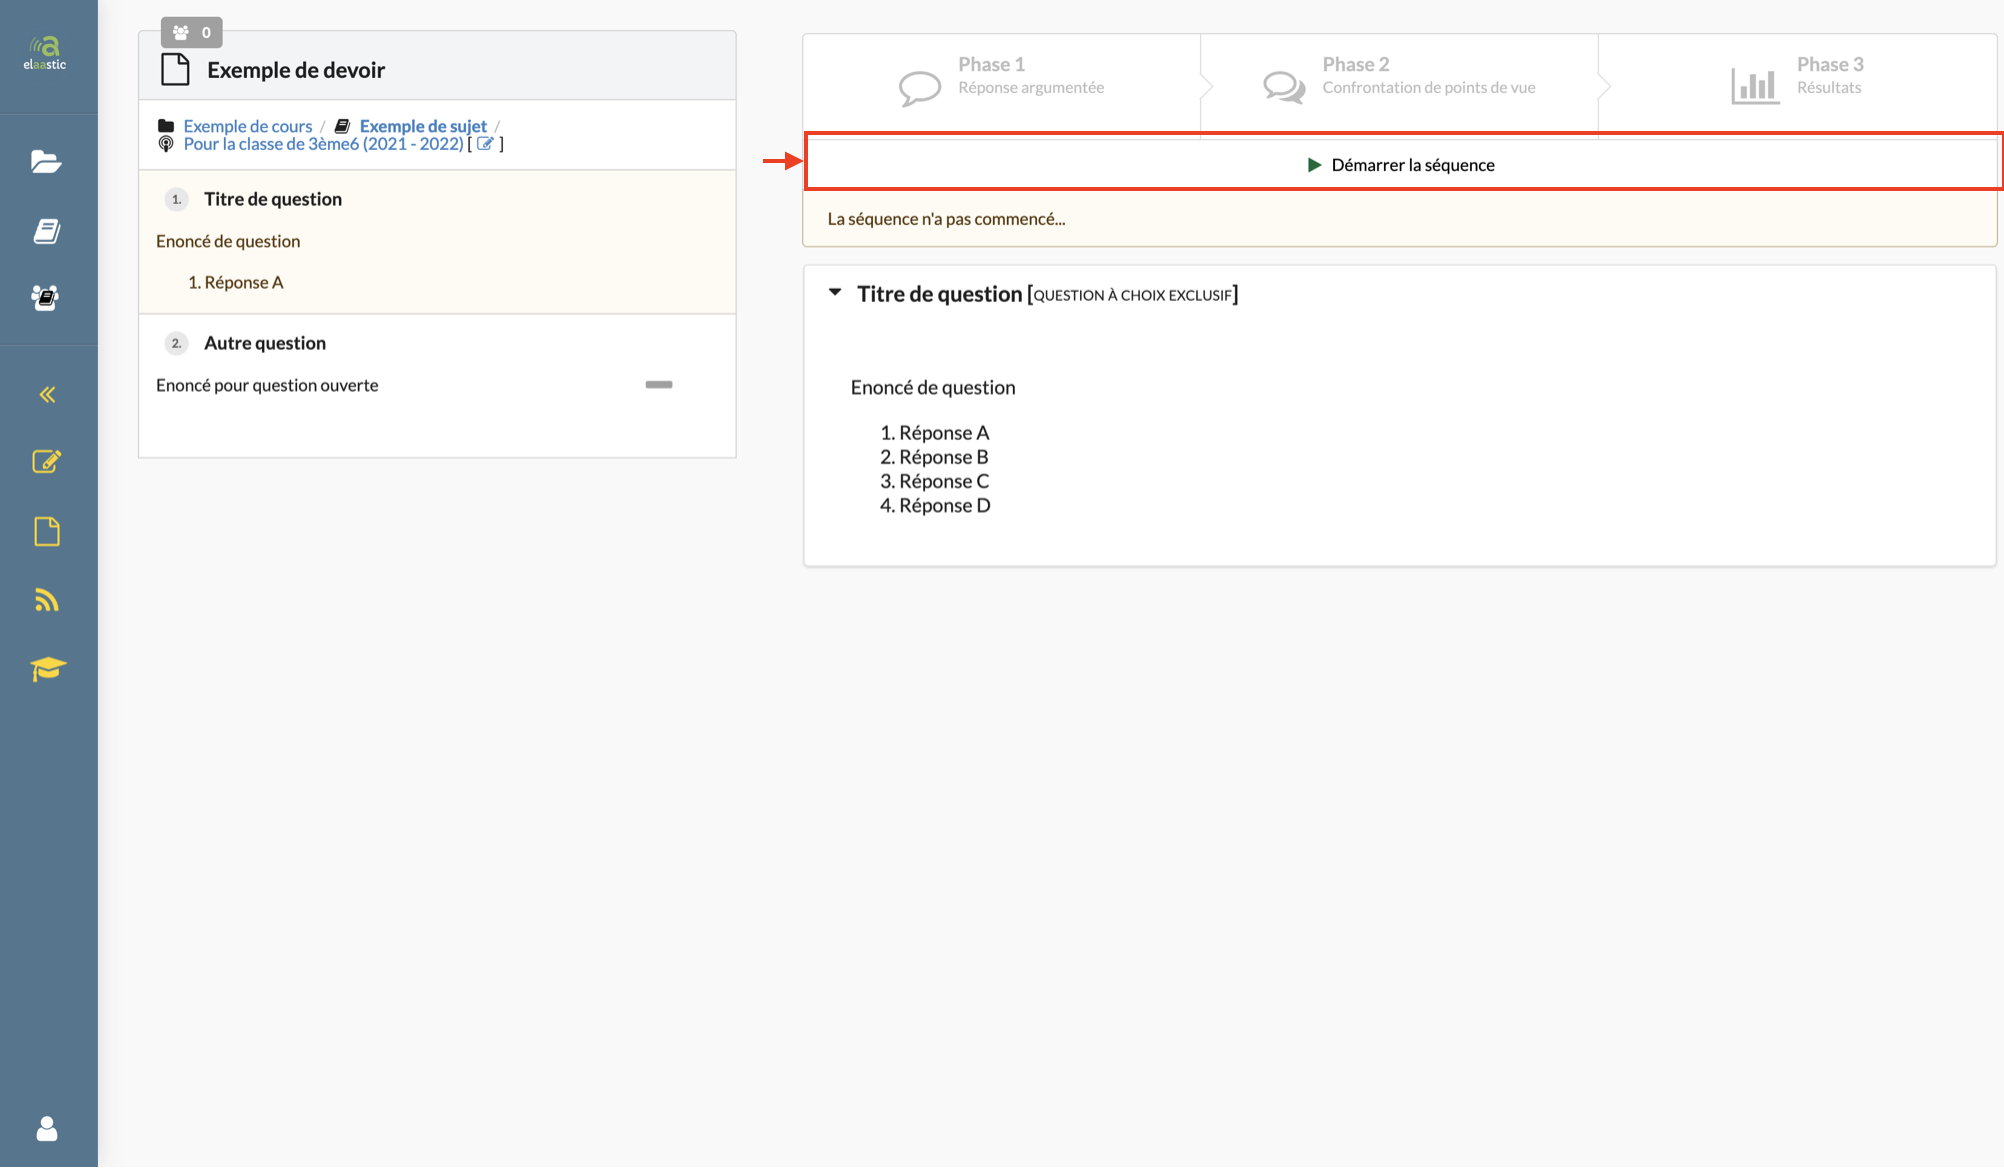 elaastic
0
Exemple de devoir
Exemple de cours / Exemple de sujet /
Pour la classe de 3ème6 (2021 - 2022) [ ]
1. Titre de question
Enoncé de question
1. Réponse A
2. Autre question
Enoncé pour question ouverte
Phase 1
Réponse argumentée
Phase 2
Confrontation de points de vue
Phase 3
Résultats
Démarrer la séquence
La séquence n'a pas commencé...
Titre de question [QUESTION À CHOIX EXCLUSIF]
Enoncé de question
1. Réponse A
2. Réponse B
3. Réponse C
4. Réponse D